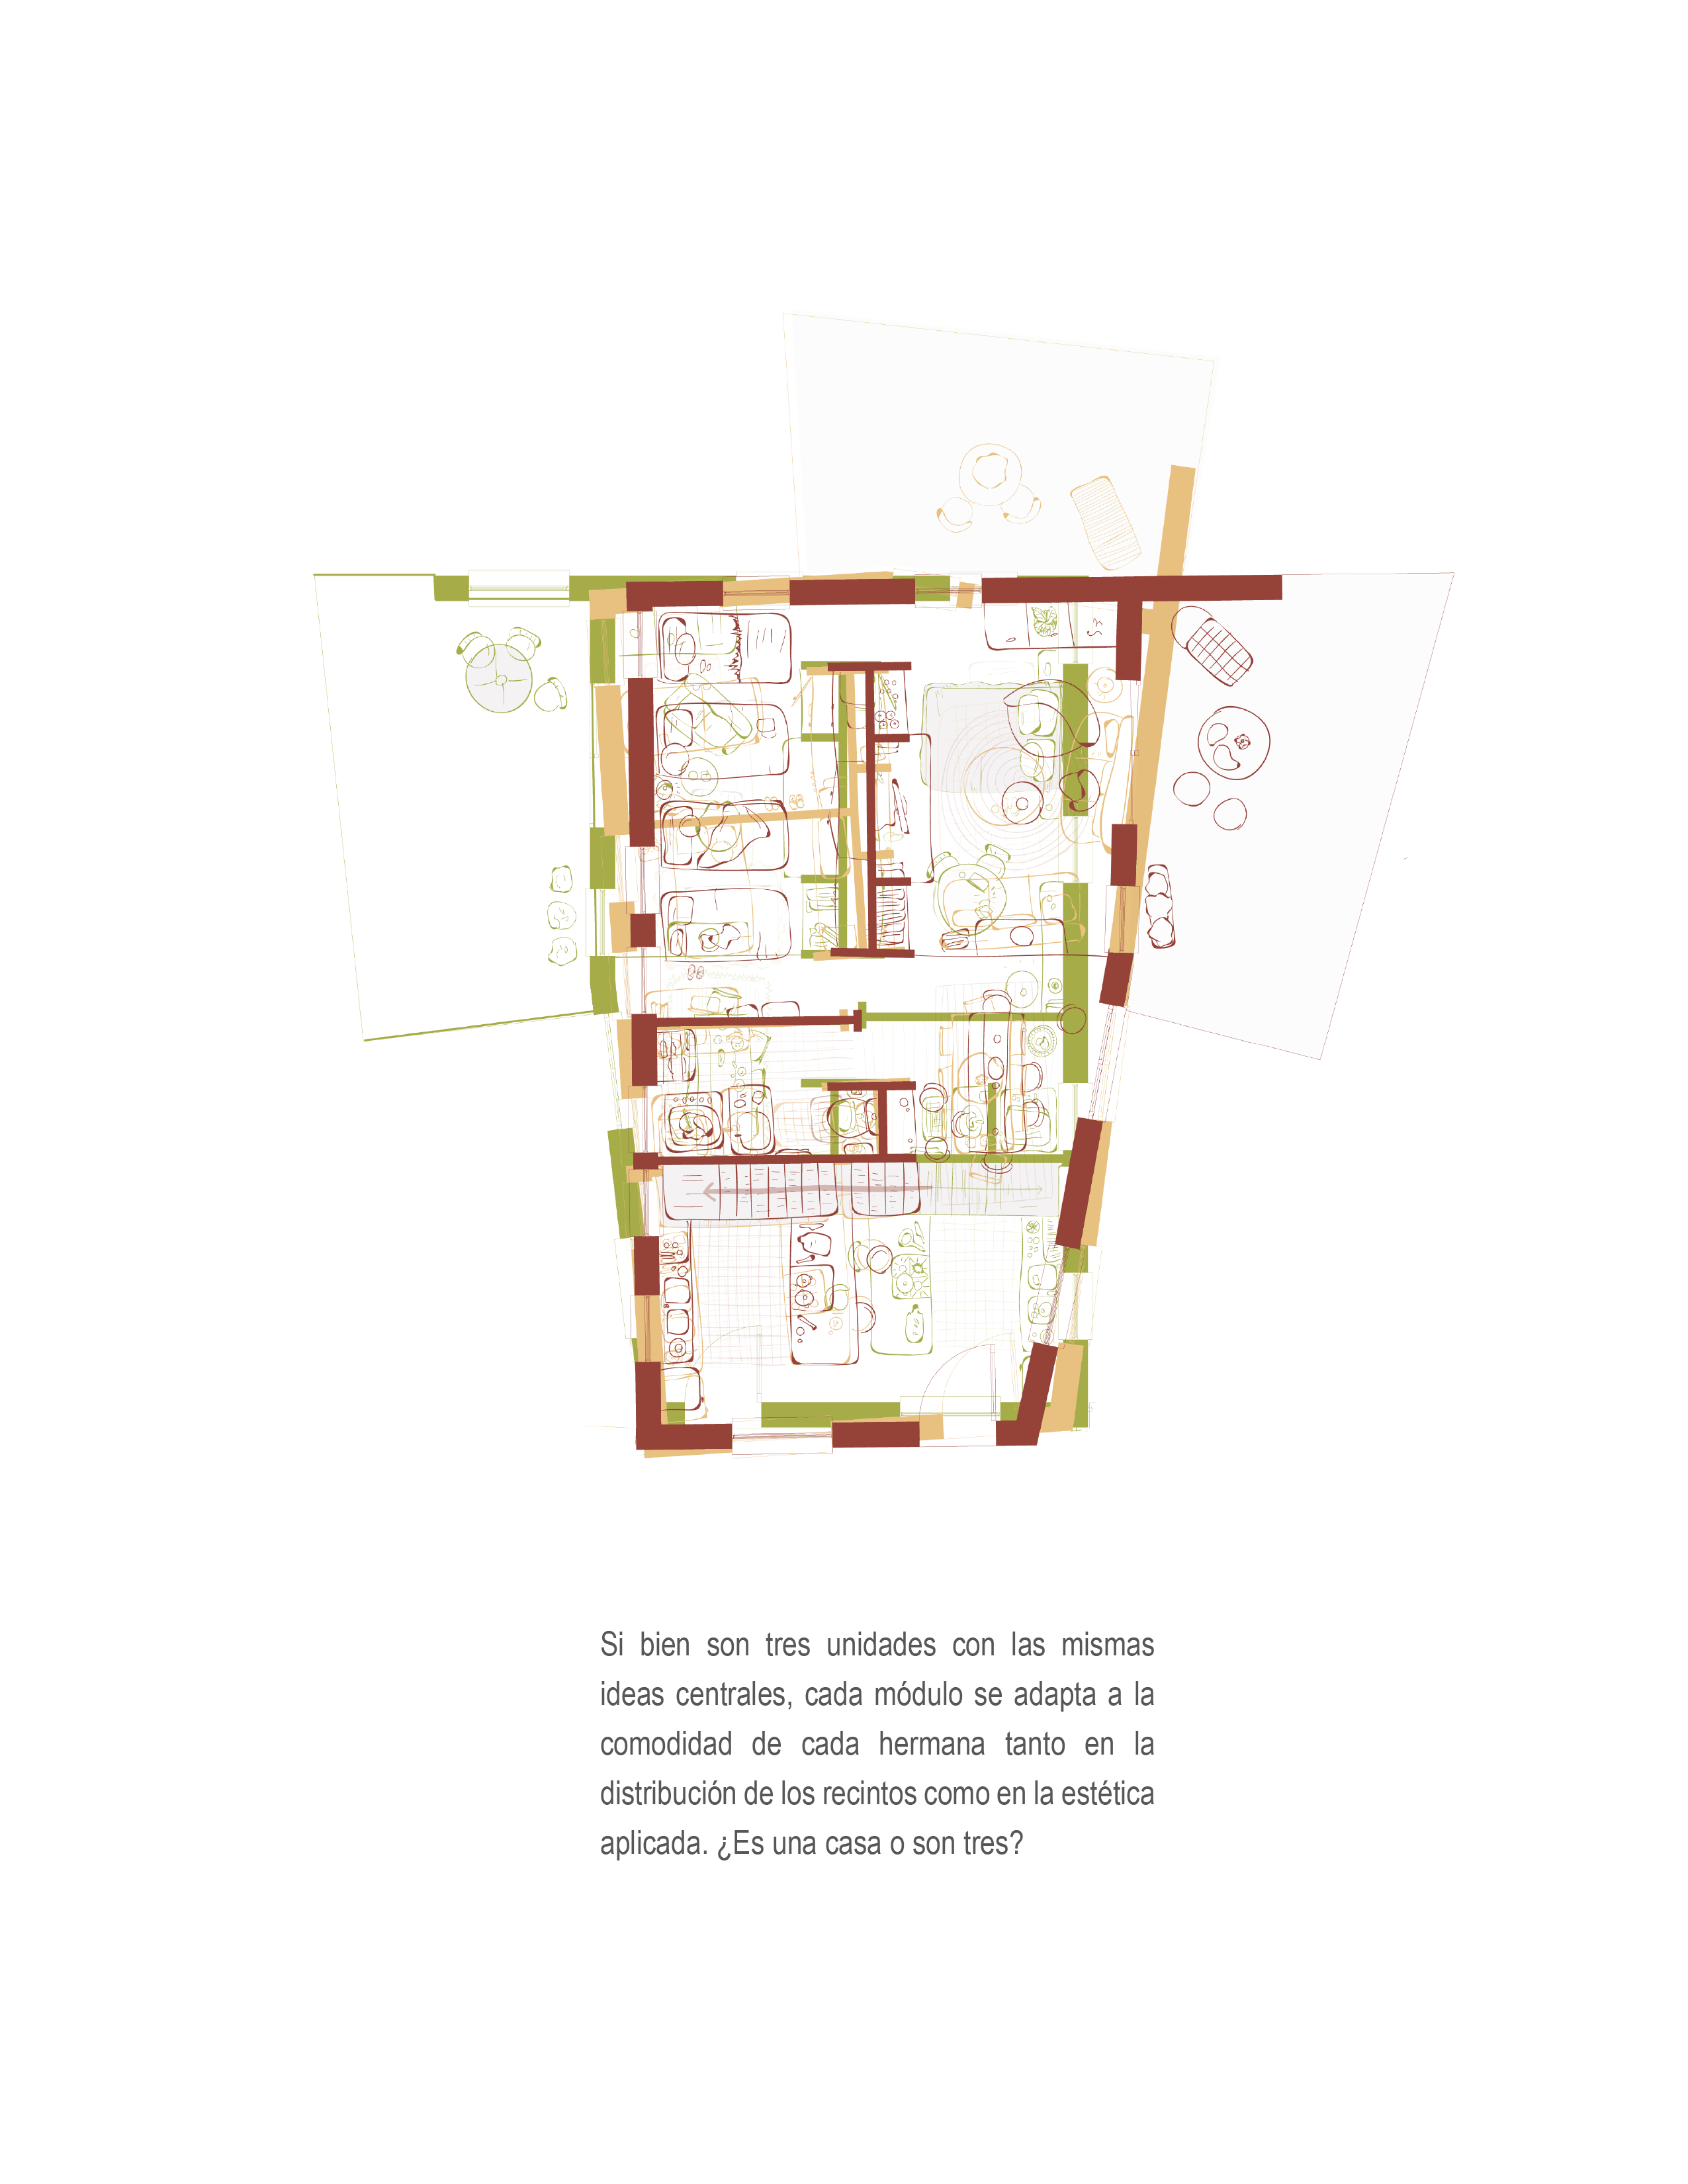 Si bien son tres unidades con las mismas
ideas centrales, cada módulo se adapta a la
comodidad de cada hermana tanto en la
distribución de los recintos como en la estética
aplicada. ¿Es una casa o son tres?